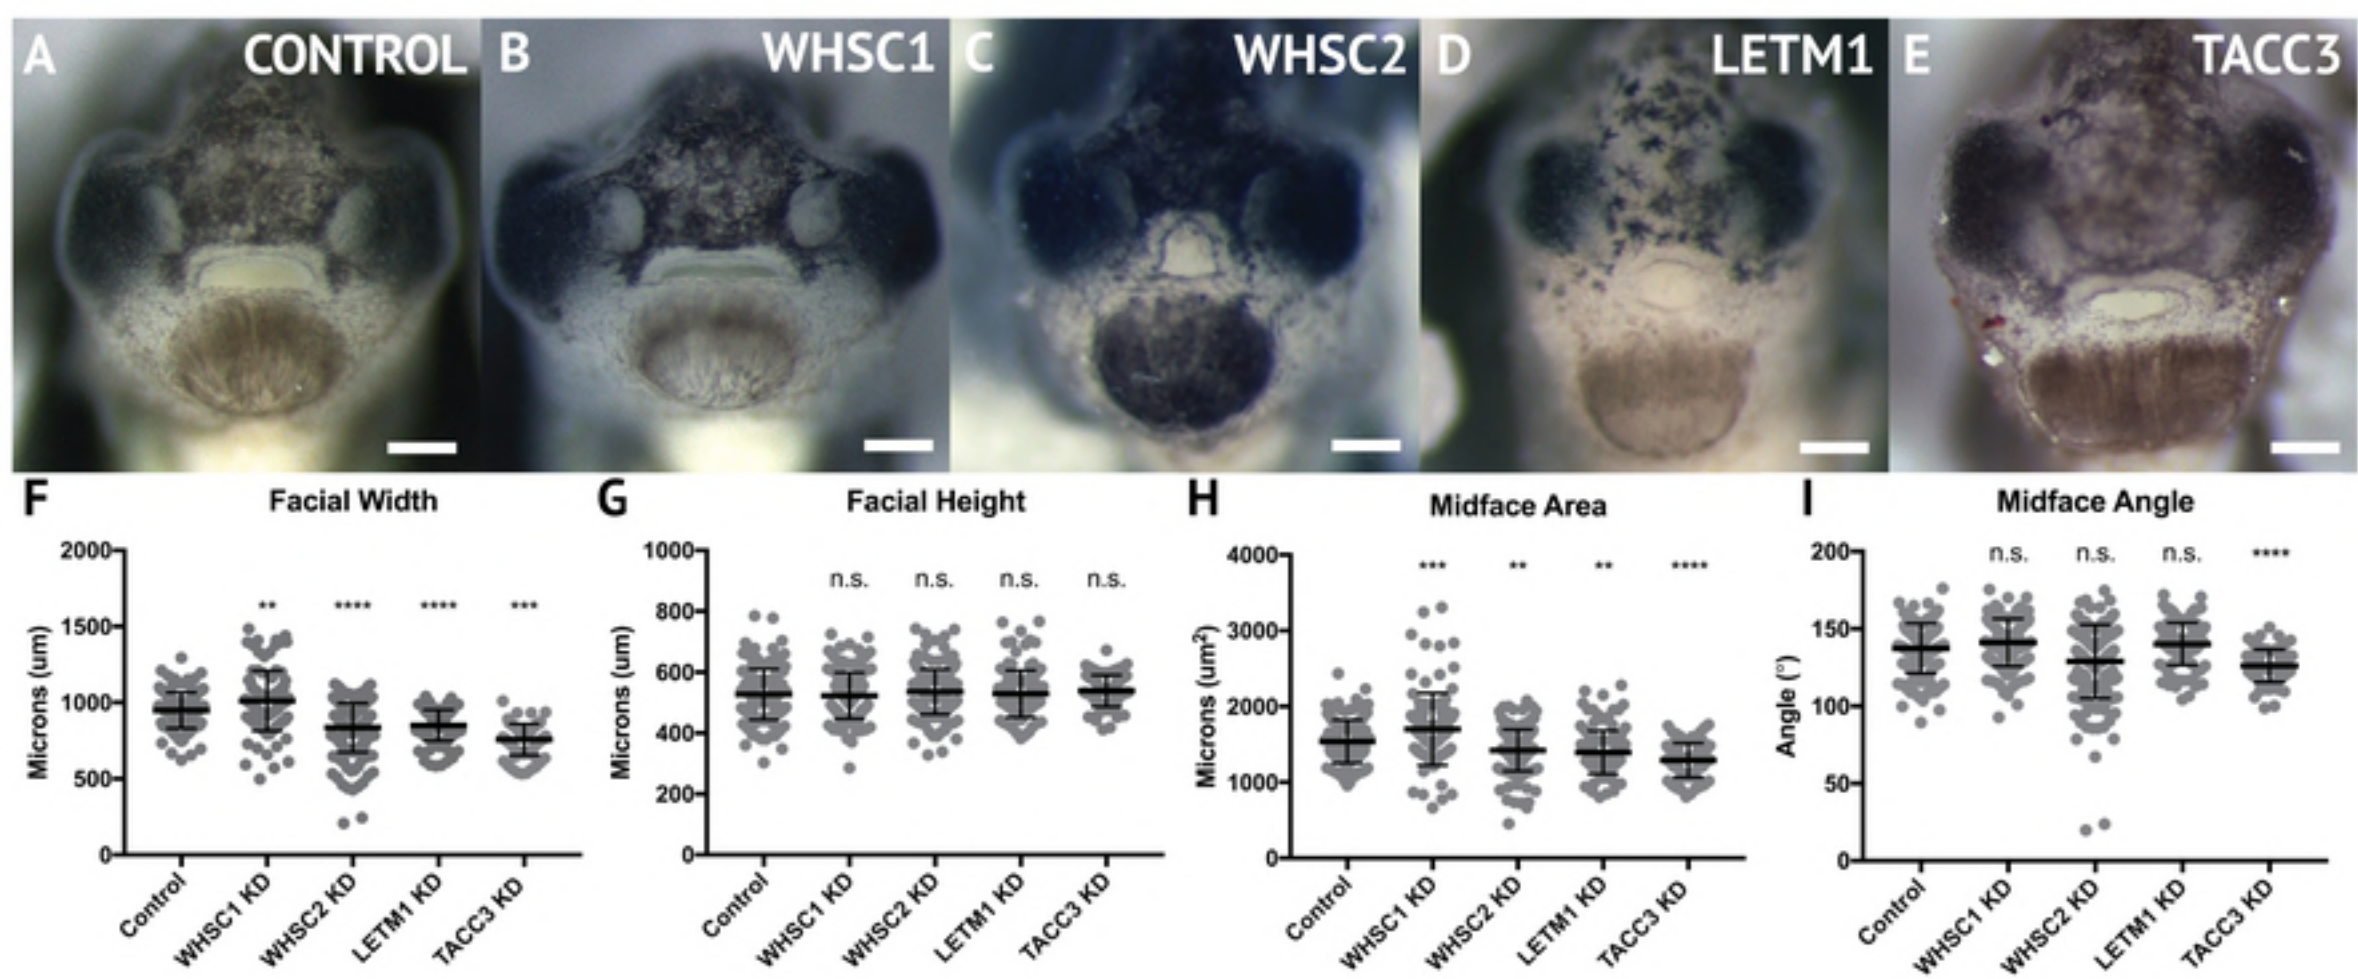 A CONTROL B WHSC1 C WHSC2 D LETM1 E TACC3
F Facial Width
2000
1500
1000
500
0
Microns (um)
** **** **** ***
Control WHSC1 KD WHSC2 KD LETM1 KD TACC3 KD
G Facial Height
1000
800
600
400
200
0
Microns (um)
n.s. n.s. n.s. n.s.
Control WHSC1 KD WHSC2 KD LETM1 KD TACC3 KD
H Midface Area
4000
3000
2000
1000
0
Microns (um²)
*** ** ** ****
Control WHSC1 KD WHSC2 KD LETM1 KD TACC3 KD
I Midface Angle
200
150
100
50
0
Angle (°)
n.s. n.s. n.s. ****
Control WHSC1 KD WHSC2 KD LETM1 KD TACC3 KD